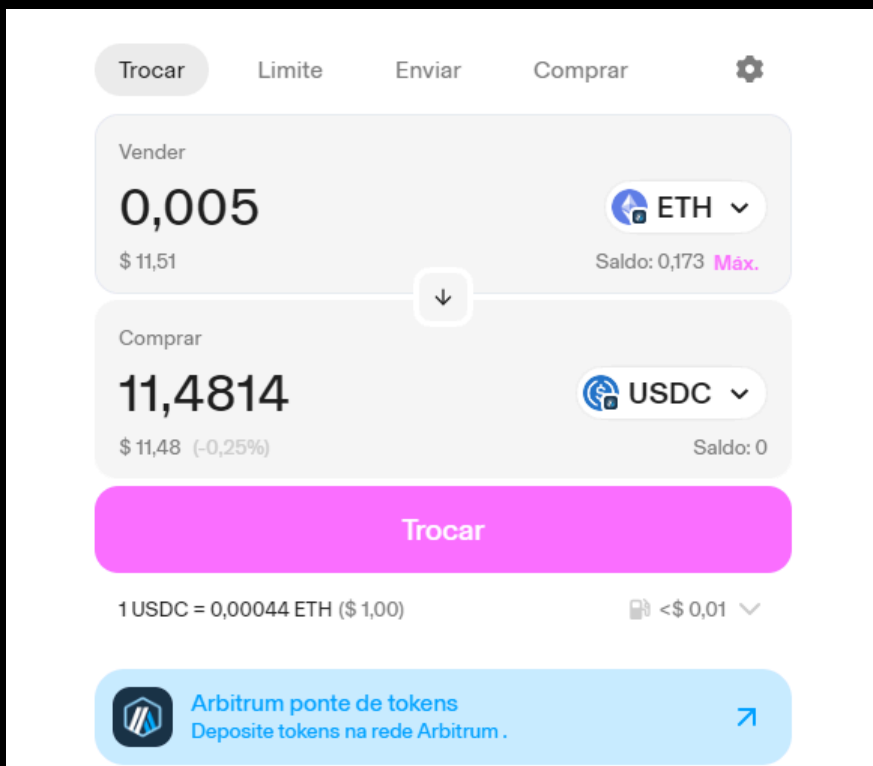 Trocar Limite Enviar Comprar
Vender
0,005 ETH
$ 11,51 Saldo: 0,173 Máx.
Comprar
11,4814 USDC
$ 11,48 (-0,25%) Saldo: 0
Trocar
1 USDC = 0,00044 ETH ($ 1,00) <$ 0,01
Arbitrum ponte de tokens
Deposite tokens na rede Arbitrum .